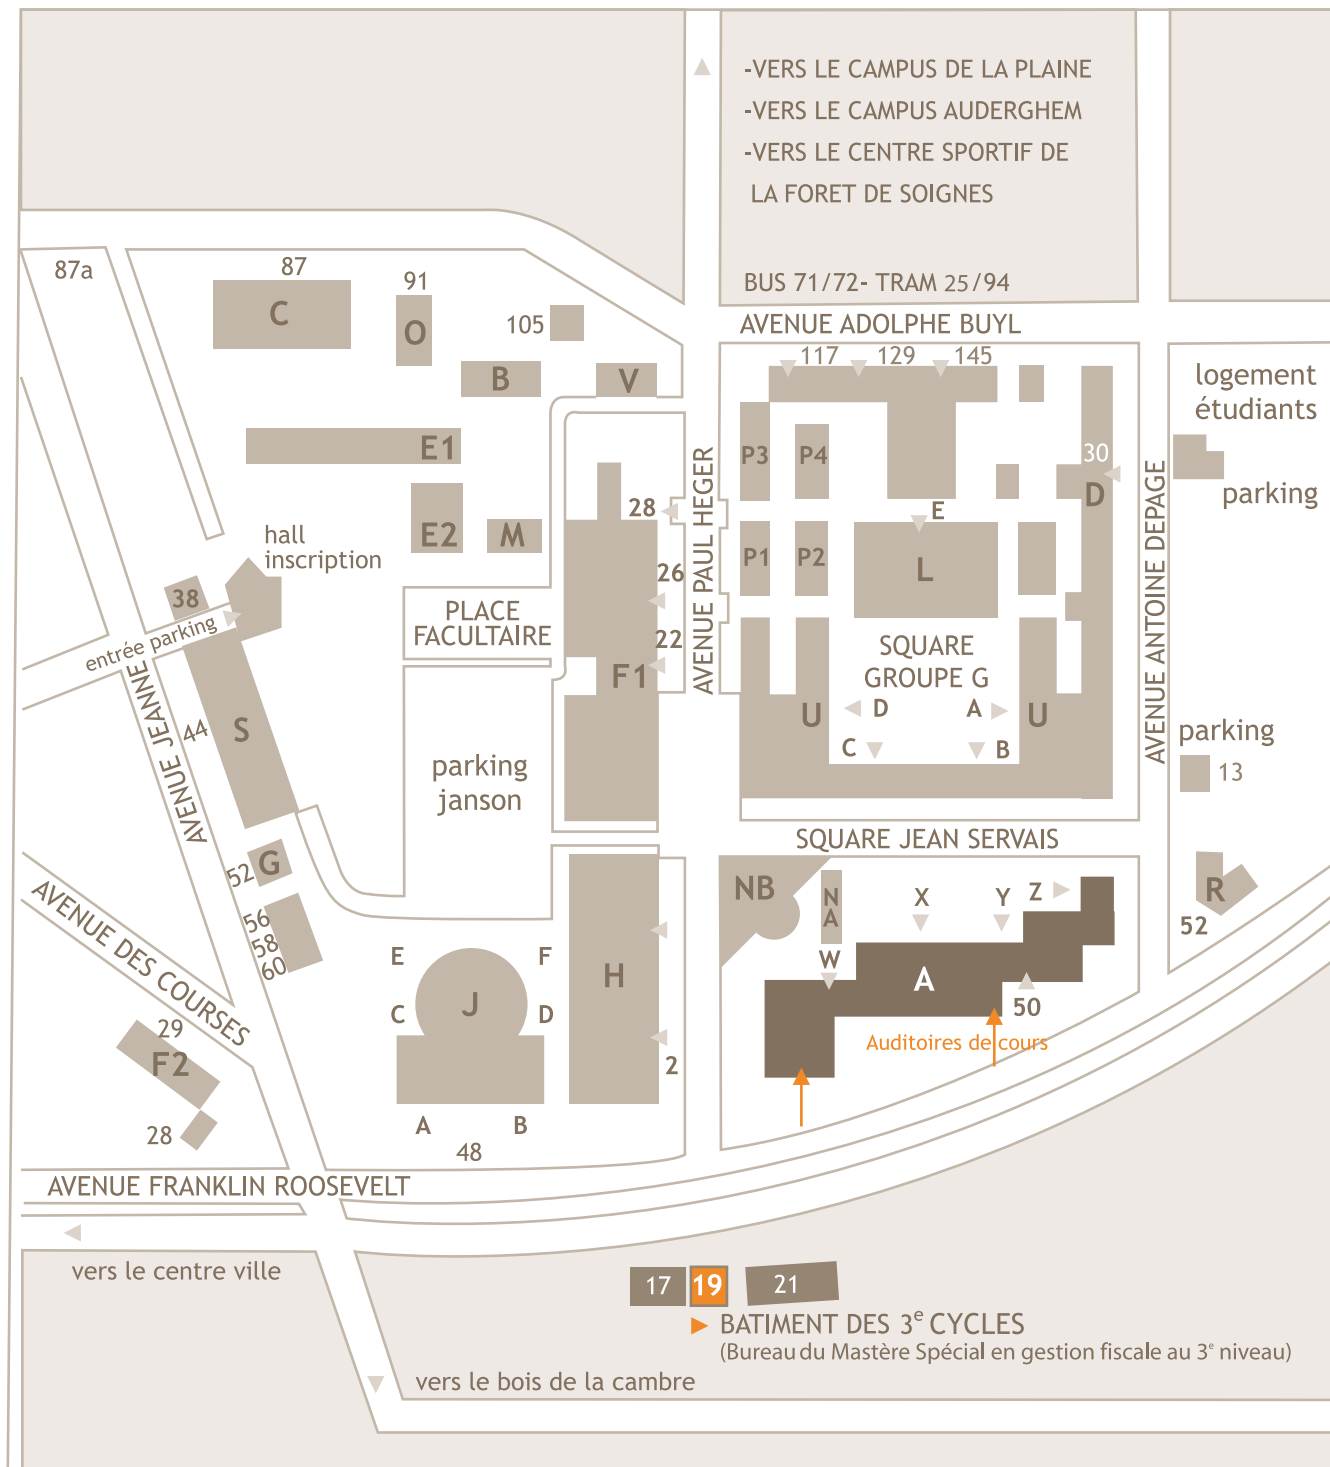 -VERS LE CAMPUS DE LA PLAINE
-VERS LE CAMPUS AUDERGHEM
-VERS LE CENTRE SPORTIF DE
LA FORET DE SOIGNES
BUS 71/72- TRAM 25/94
AVENUE ADOLPHE BUYL
87a
87
C
91
O
105
B
V
E1
E2
M
117
129
145
P3
P4
P1
P2
E
L
30
D
logement
étudiants
parking
AVENUE PAUL HEGER
AVENUE ANTOINE DEPAGE
28
26
22
F1
hall
inscription
38
entrée parking
PLACE
FACULTAIRE
SQUARE
GROUPE G
U
D
A
C
B
U
AVENUE JEANNE
44
S
parking
janson
parking
13
SQUARE JEAN SERVAIS
G
52
56
58
60
AVENUE DES COURSES
NB
NA
W
X
Y
Z
A
50
R
52
E
F
C
D
J
A
B
48
H
2
Auditoires de cours
29
F2
28
AVENUE FRANKLIN ROOSEVELT
vers le centre ville
17
19
21
BATIMENT DES 3e CYCLES
(Bureau du Mastère Spécial en gestion fiscale au 3e niveau)
vers le bois de la cambre